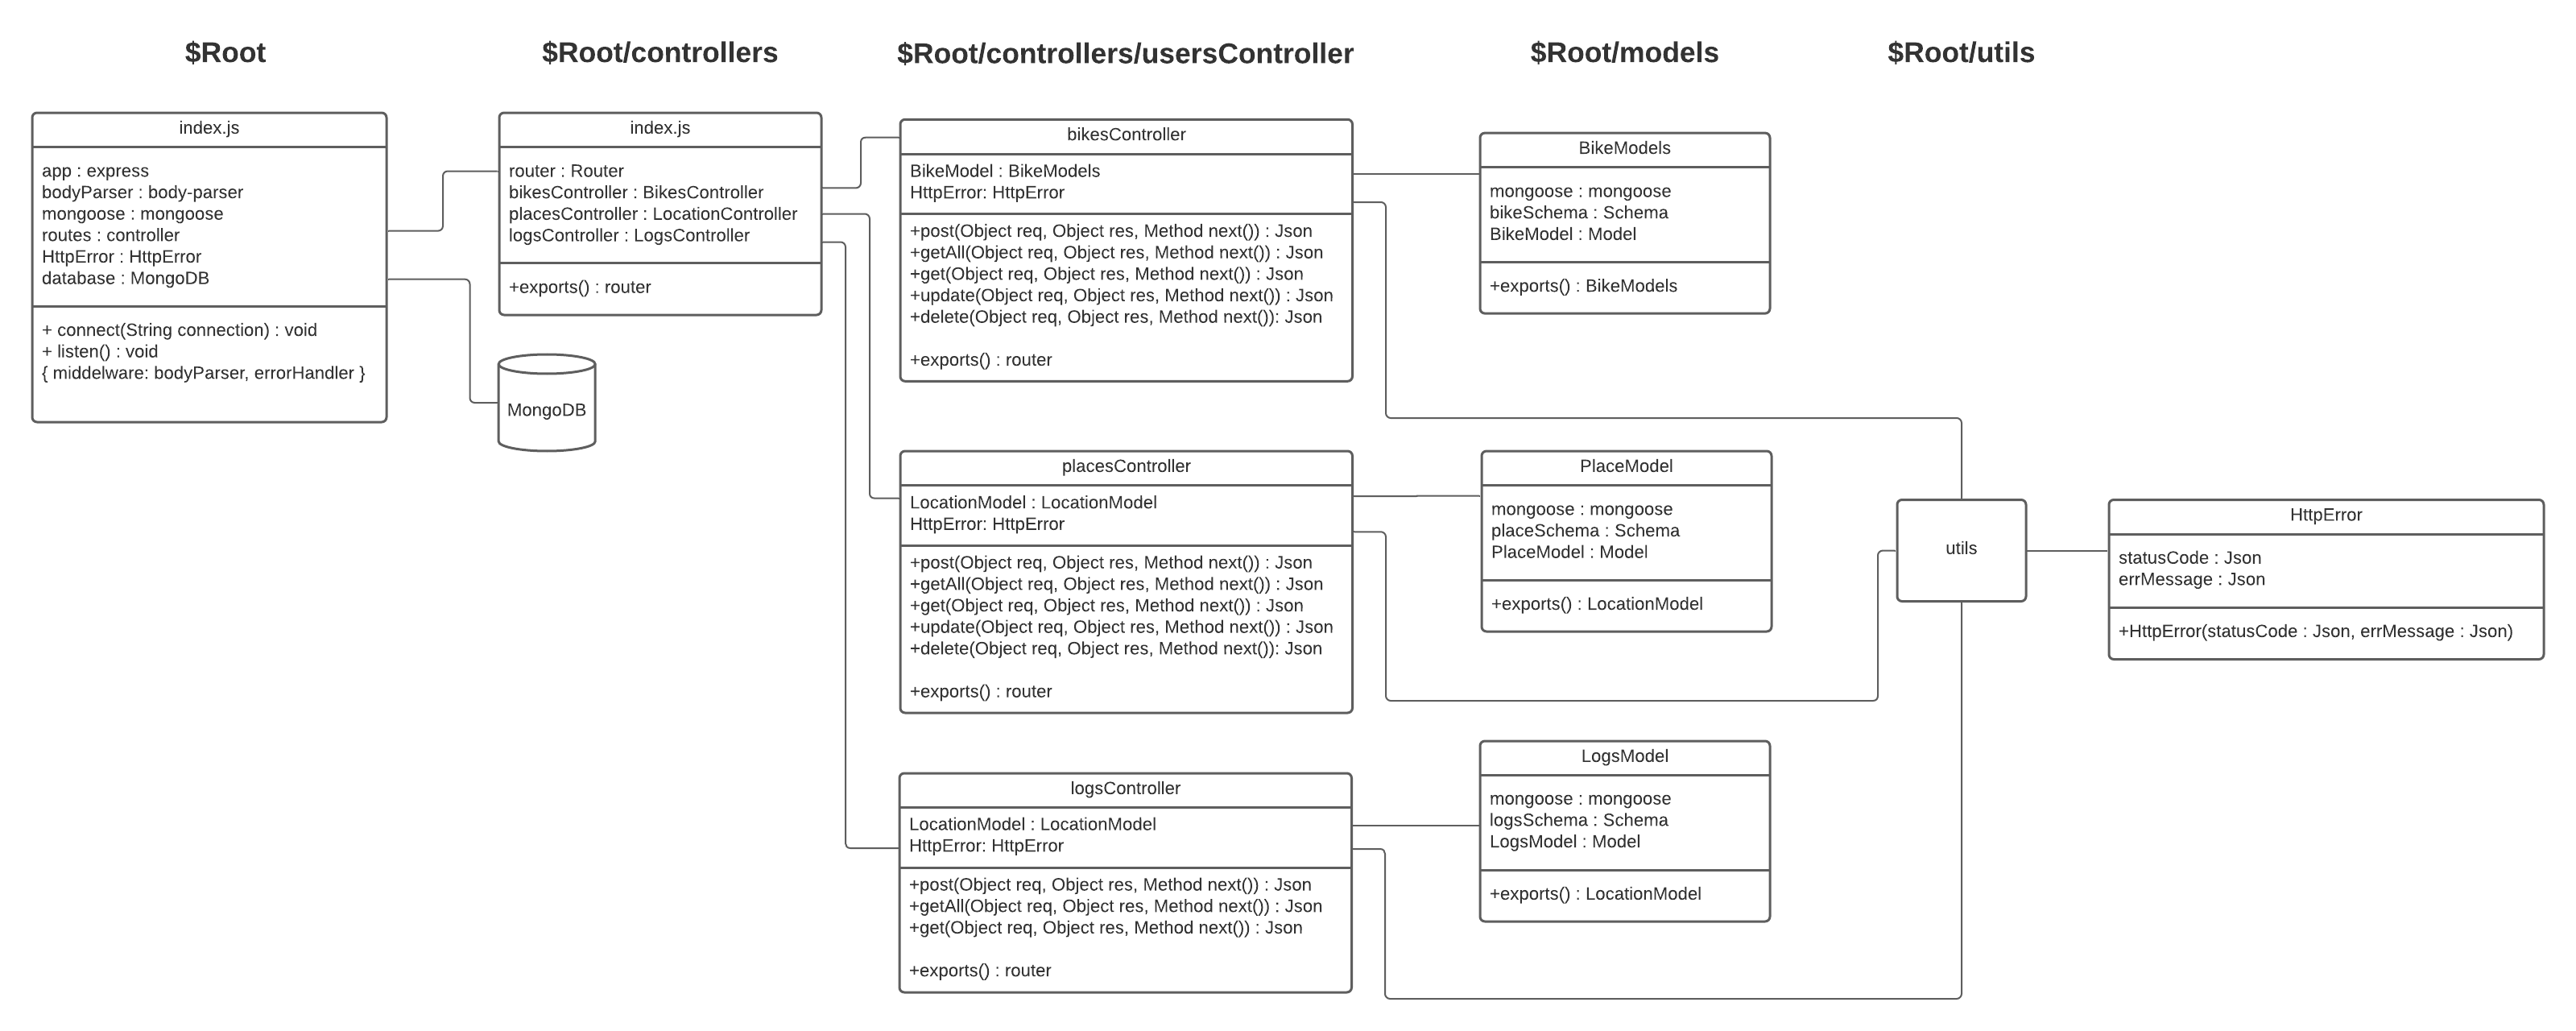 $Root
$Root/controllers
$Root/controllers/usersController
$Root/models
$Root/utils
index.js
app : express
bodyParser : body-parser
mongoose : mongoose
routes : controller
HttpError : HttpError
database : MongoDB
+ connect(String connection) : void
+ listen() : void
{ middelware: bodyParser, errorHandler }
index.js
router : Router
bikesController : BikesController
placesController : LocationController
logsController : LogsController
+exports() : router
MongoDB
bikesController
BikeModel : BikeModels
HttpError: HttpError
+post(Object req, Object res, Method next()) : Json
+getAll(Object req, Object res, Method next()) : Json
+get(Object req, Object res, Method next()) : Json
+update(Object req, Object res, Method next()) : Json
+delete(Object req, Object res, Method next()): Json
+exports() : router
placesController
LocationModel : LocationModel
HttpError: HttpError
+post(Object req, Object res, Method next()) : Json
+getAll(Object req, Object res, Method next()) : Json
+get(Object req, Object res, Method next()) : Json
+update(Object req, Object res, Method next()) : Json
+delete(Object req, Object res, Method next()): Json
+exports() : router
logsController
LocationModel : LocationModel
HttpError: HttpError
+post(Object req, Object res, Method next()) : Json
+getAll(Object req, Object res, Method next()) : Json
+get(Object req, Object res, Method next()) : Json
+exports() : router
BikeModels
mongoose : mongoose
bikeSchema : Schema
BikeModel : Model
+exports() : BikeModels
PlaceModel
mongoose : mongoose
placeSchema : Schema
PlaceModel : Model
+exports() : LocationModel
LogsModel
mongoose : mongoose
logsSchema : Schema
LogsModel : Model
+exports() : LocationModel
utils
HttpError
statusCode : Json
errMessage : Json
+HttpError(statusCode : Json, errMessage : Json)